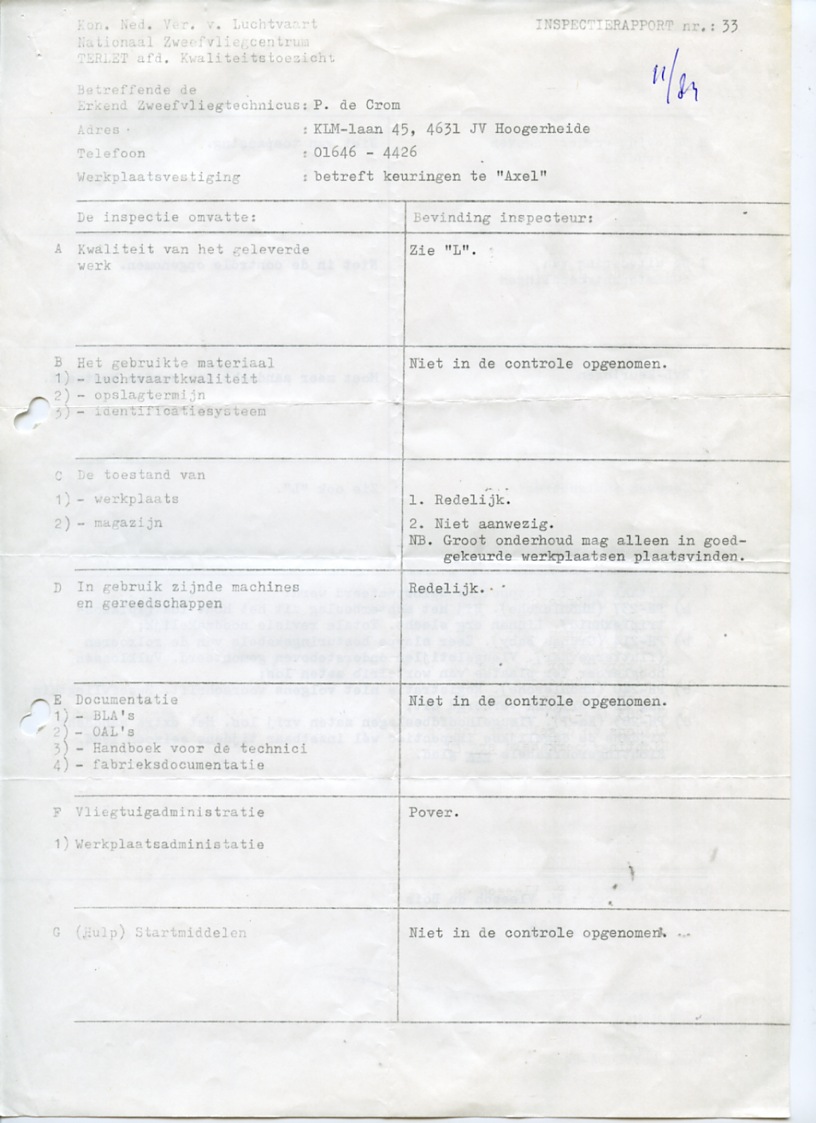 Kon. Ned. Ver. v. Luchtvaart
Nationaal Zweefvliegcentrum
TERLET afd. Kwaliteitstoezicht
INSPECTIERAPPORT nr.: 33
11/84
Betreffende de
Erkend Zweefvliegtechnicus: P. de Crom
Adres : KLM-laan 45, 4631 JV Hoogerheide
Telefoon : 01646 - 4426
Werkplaatsvestiging : betreft keuringen te "Axel"
De inspectie omvatte: Bevinding inspecteur:
A Kwaliteit van het geleverde Zie "L".
werk
B Het gebruikte materiaal Niet in de controle opgenomen.
1) - luchtvaartkwaliteit
2) - opslagtermijn
3) - identificatiesysteem
C De toestand van
1) - werkplaats 1. Redelijk.
2) - magazijn 2. Niet aanwezig.
NB. Groot onderhoud mag alleen in goed-
gekeurde werkplaatsen plaatsvinden.
D In gebruik zijnde machines Redelijk.
en gereedschappen
E Documentatie Niet in de controle opgenomen.
1) - BLA's
2) - OAL's
3) - Handboek voor de technici
4) - fabrieksdocumentatie
F Vliegtuigadministratie Pover.
1) Werkplaatsadministatie
G (Hulp) Startmiddelen Niet in de controle opgenomen.